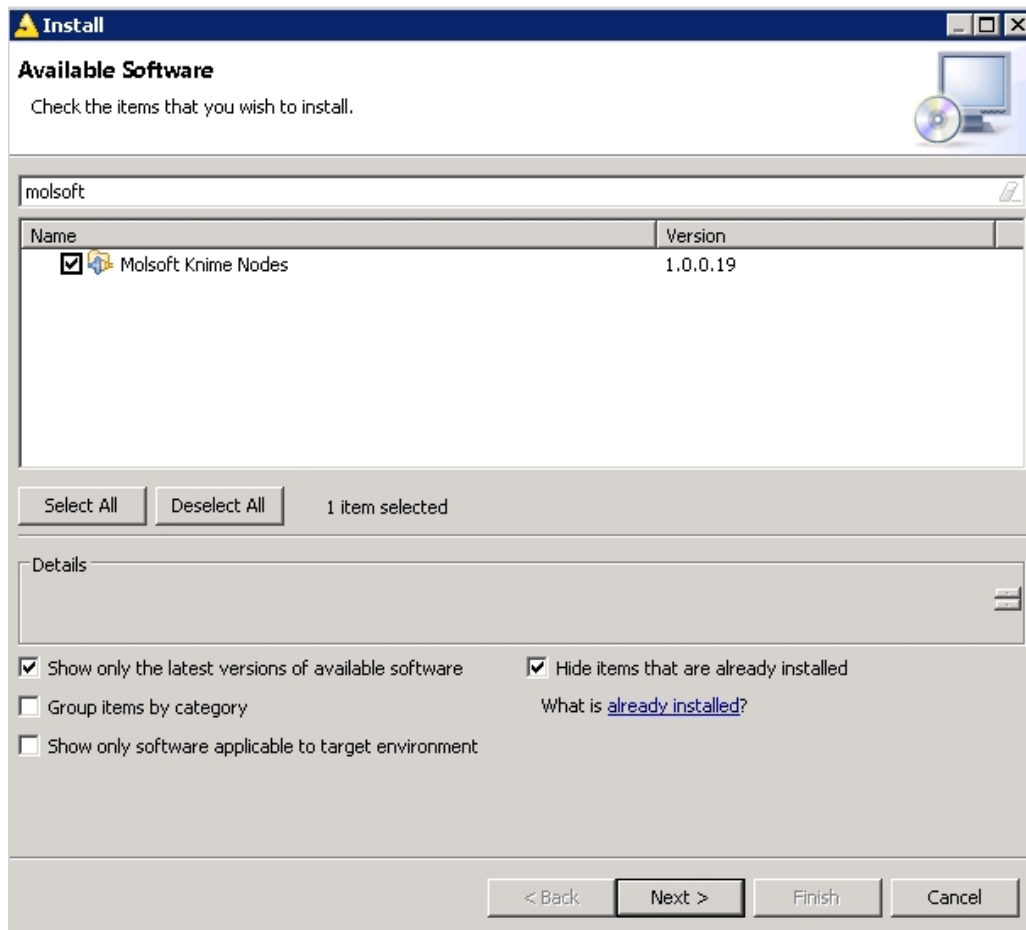 Install
Available Software
Check the items that you wish to install.
molsoft
Name Version
Molsoft Knime Nodes 1.0.0.19
Select All Deselect All 1 item selected
Details
Show only the latest versions of available software Hide items that are already installed
Group items by category What is already installed?
Show only software applicable to target environment
< Back Next > Finish Cancel